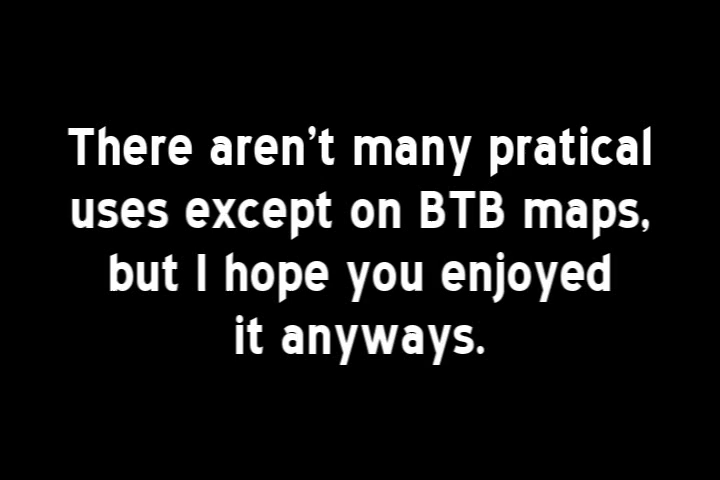 There aren’t many pratical
uses except on BTB maps,
but I hope you enjoyed
it anyways.